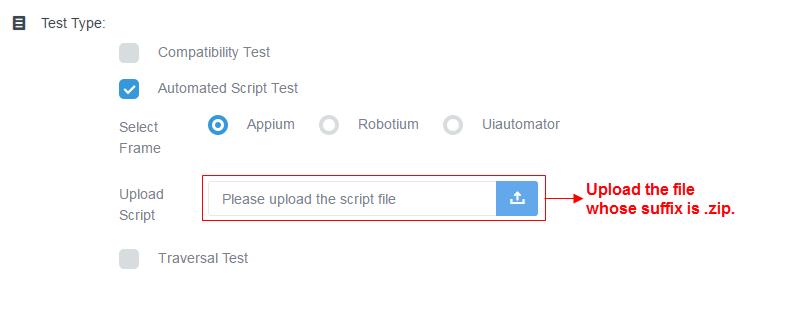 Test Type:
Compatibility Test
Automated Script Test
Select
Frame
Appium Robotium Uiautomator
Upload
Script
Please upload the script file
Upload the file
whose suffix is .zip.
Traversal Test